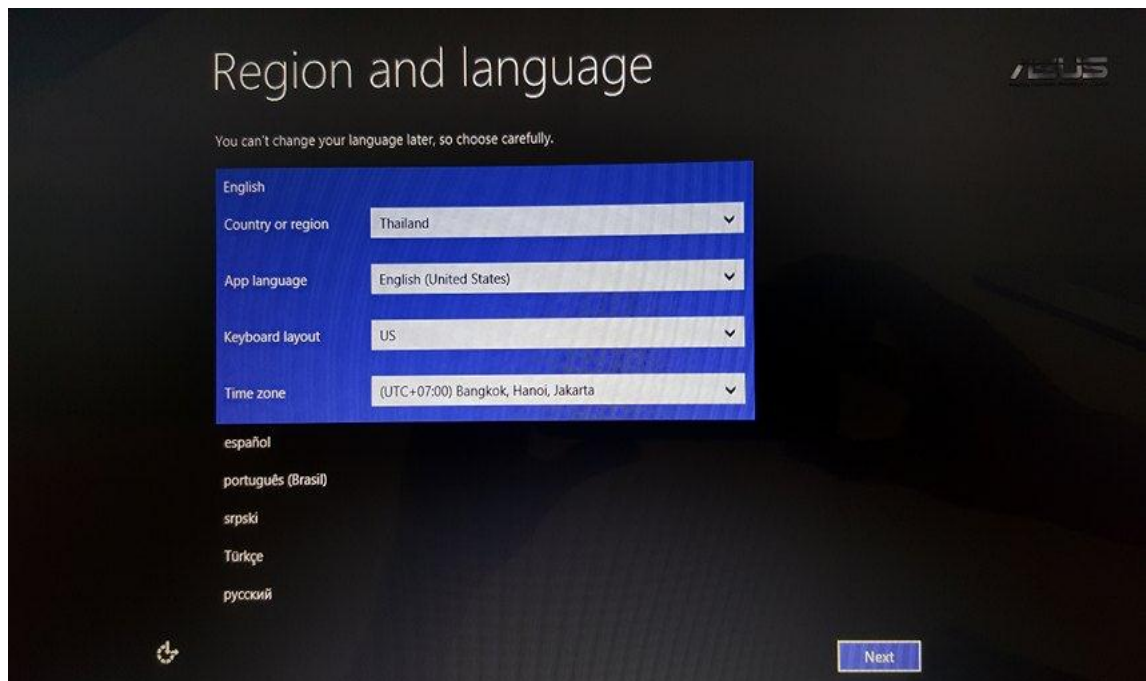 Region and language
ASUS
You can't change your language later, so choose carefully.
English
Country or region Thailand
App language English (United States)
Keyboard layout US
Time zone (UTC+07:00) Bangkok, Hanoi, Jakarta
español
português (Brasil)
srpski
Türkçe
русский
Next